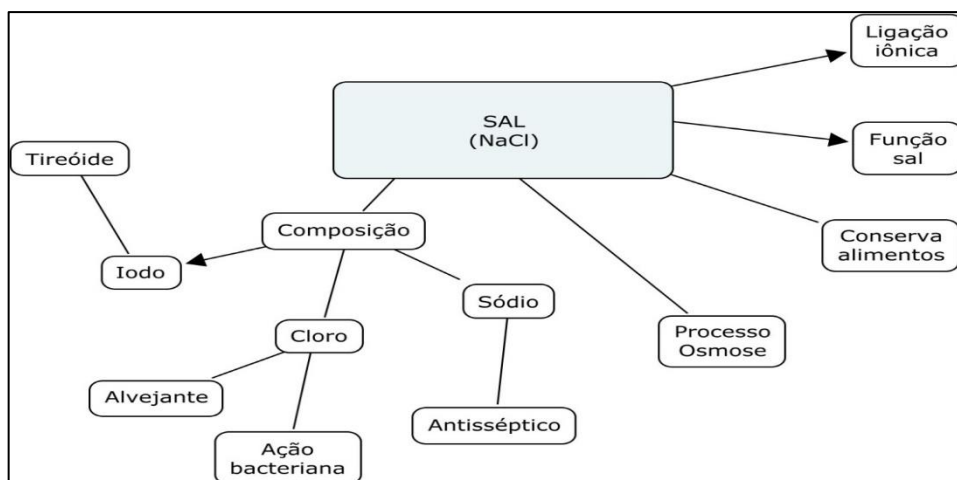 Ligação
iônica
SAL
(NaCl)
Função
sal
Tireóide
Composição
Conserva
alimentos
Iodo
Sódio
Cloro
Processo
Osmose
Alvejante
Antisséptico
Ação
bacteriana